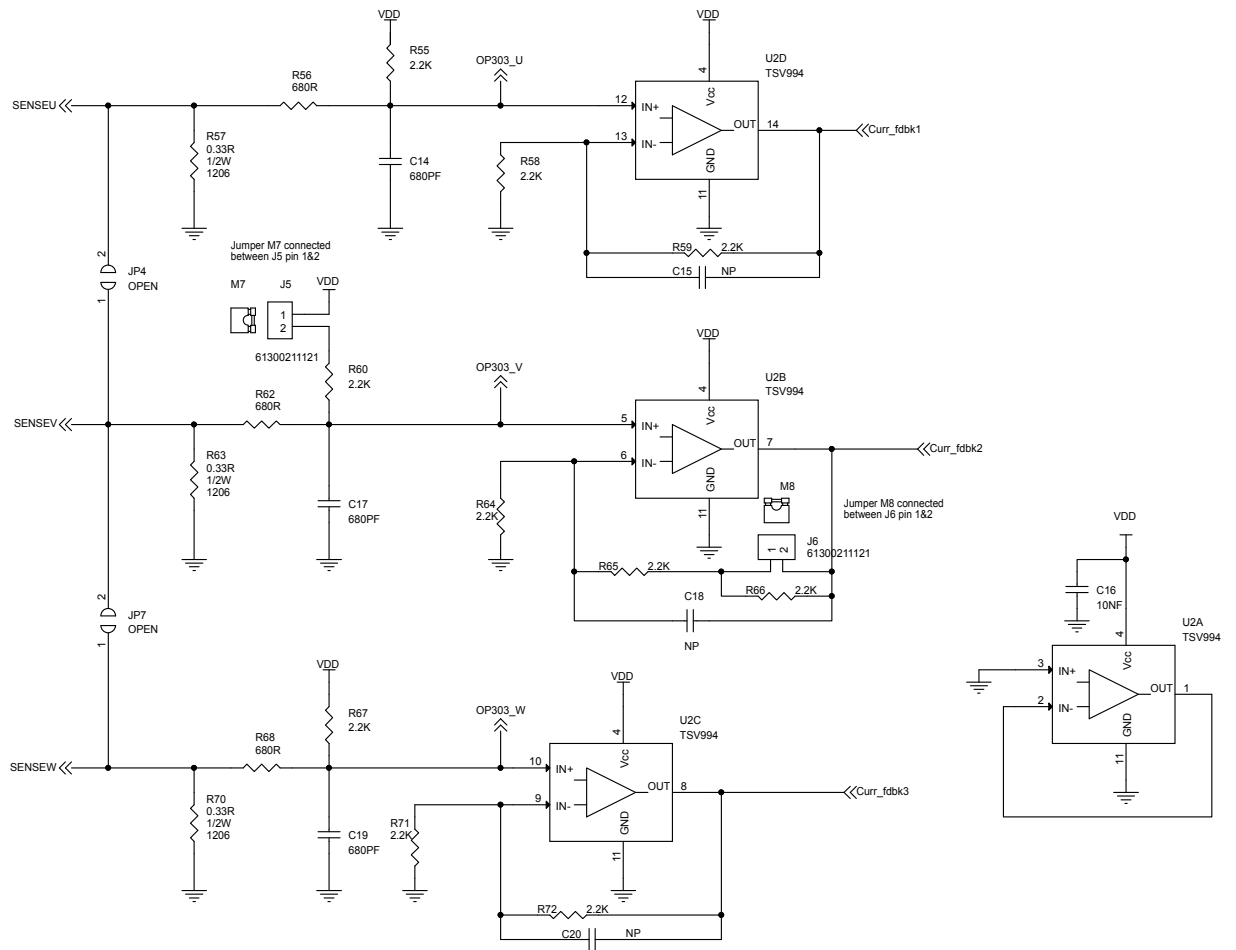 VDD
R55
2.2K
R56
680R
OP303_U
VDD
U2D
TSV994
SENSEU
R57
0.33R
1/2W
1206
C14
680PF
R58
2.2K
12
13
IN+
IN-
4
Vcc
OUT
GND
11
14
Curr_fdbk1
R59
2.2K
C15
NP
2
JP4
OPEN
1
Jumper M7 connected
between J5 pin 1&2
M7
J5
VDD
1
2
61300211121
R60
2.2K
R62
680R
OP303_V
VDD
U2B
TSV994
SENSEV
R63
0.33R
1/2W
1206
C17
680PF
R64
2.2K
5
6
IN+
IN-
4
Vcc
OUT
GND
11
7
Curr_fdbk2
M8
Jumper M8 connected
between J6 pin 1&2
J6
61300211121
1 2
R65
2.2K
R66
2.2K
C18
NP
2
JP7
OPEN
1
VDD
C16
10NF
U2A
TSV994
3
2
IN+
IN-
4
Vcc
OUT
GND
11
1
VDD
R67
2.2K
R68
680R
OP303_W
VDD
U2C
TSV994
SENSEW
R70
0.33R
1/2W
1206
C19
680PF
R71
2.2K
10
9
IN+
IN-
4
Vcc
OUT
GND
11
8
Curr_fdbk3
R72
2.2K
C20
NP